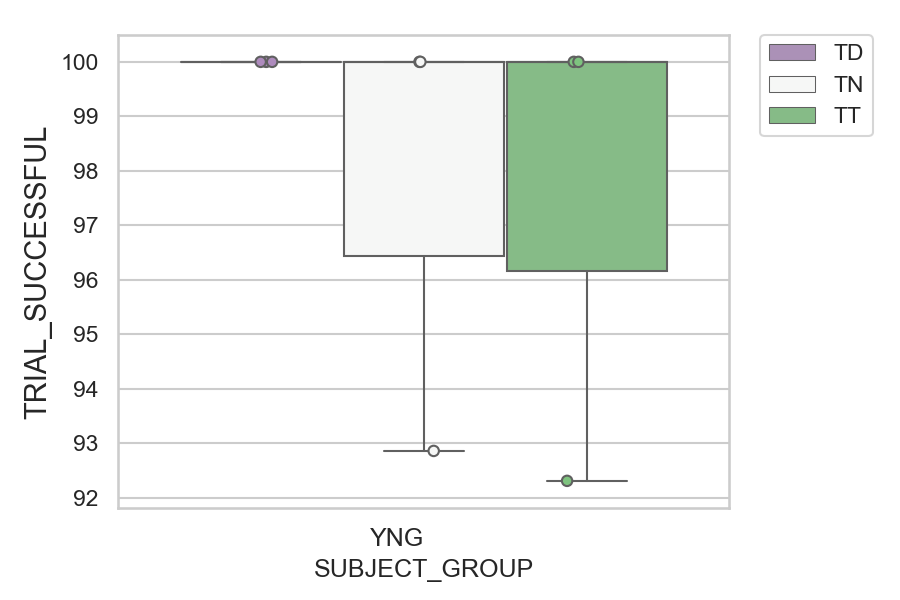 TRIAL_SUCCESSFUL
100
99
98
97
96
95
94
93
92
YNG
SUBJECT_GROUP
TD
TN
TT